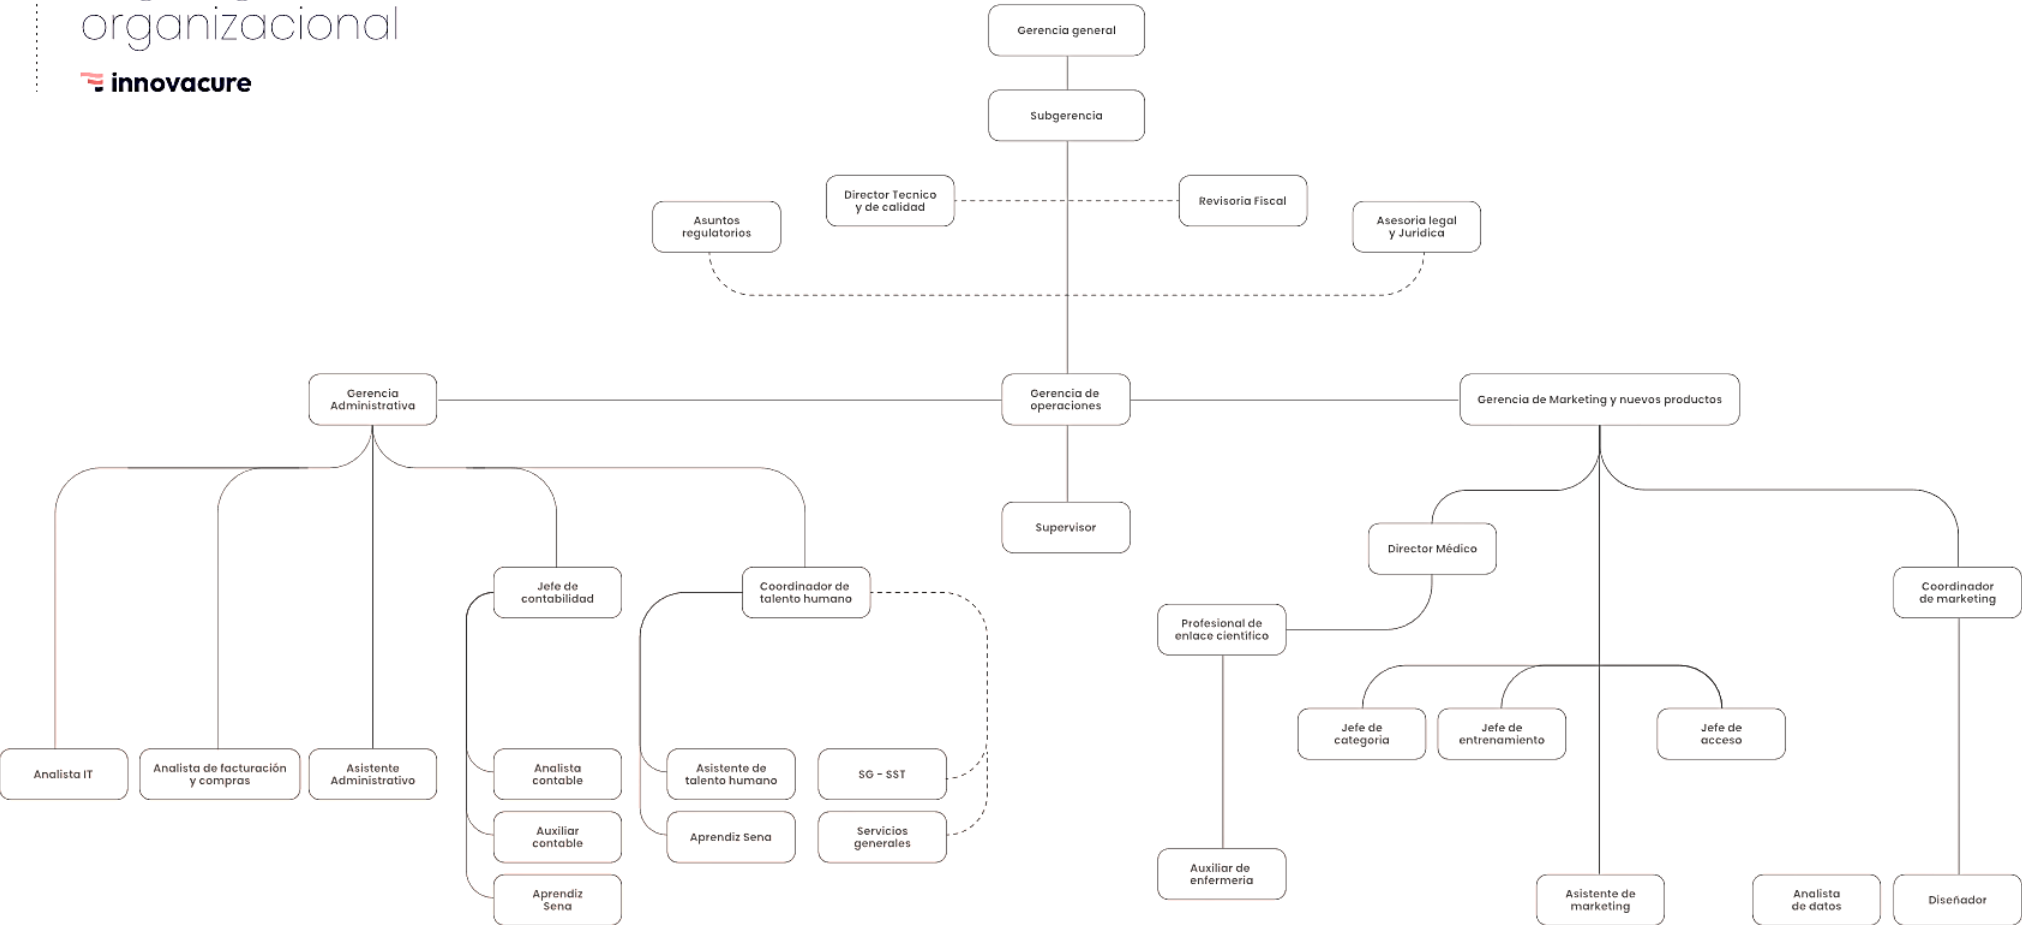 organizacional
innovacure
Gerencia general
Subgerencia
Director Tecnico
y de calidad
Revisoria Fiscal
Asuntos
regulatorios
Asesoria legal
y Juridica
Gerencia
Administrativa
Gerencia de
operaciones
Gerencia de Marketing y nuevos productos
Supervisor
Director Médico
Jefe de
contabilidad
Coordinador de
talento humano
Coordinador
de marketing
Profesional de
enlace científico
Jefe de
categoria
Jefe de
entrenamiento
Jefe de
acceso
Analista IT
Analista de facturación
y compras
Asistente
Administrativo
Analista
contable
Asistente de
talento humano
SG - SST
Auxiliar
contable
Aprendiz Sena
Servicios
generales
Auxiliar de
enfermeria
Aprendiz
Sena
Asistente de
marketing
Analista
de datos
Diseñador